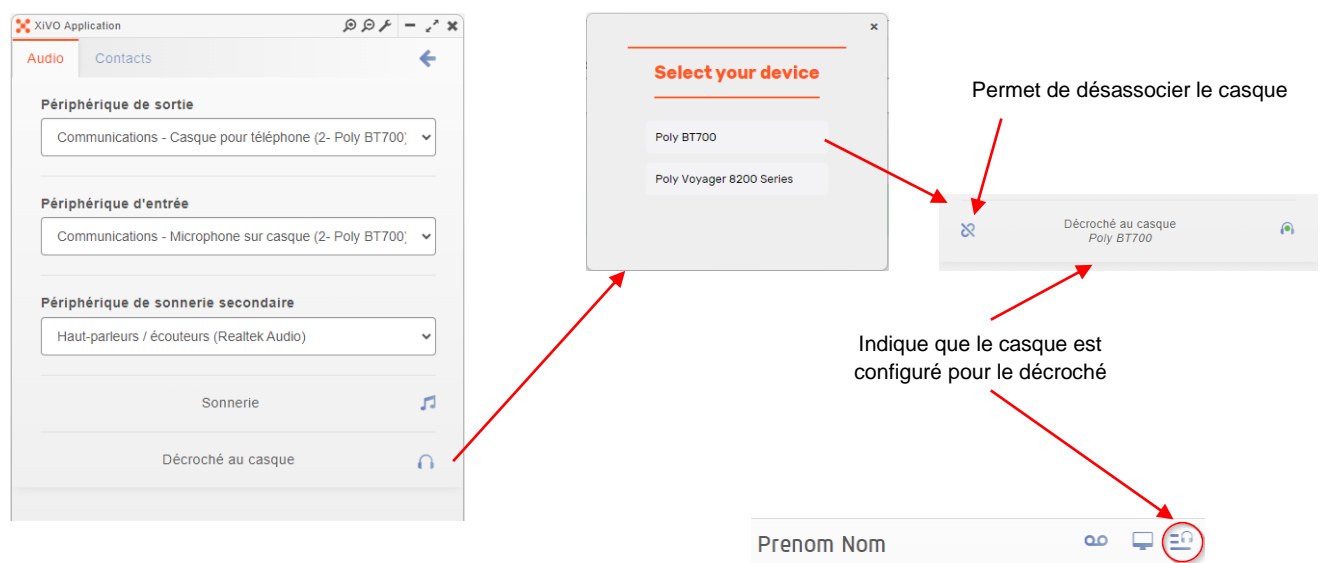 XiVO Application
Audio
Contacts
Périphérique de sortie
Communications - Casque pour téléphone (2- Poly BT700)
Périphérique d'entrée
Communications - Microphone sur casque (2- Poly BT700)
Périphérique de sonnerie secondaire
Haut-parleurs / écouteurs (Realtek Audio)
Sonnerie
Décroché au casque
Select your device
Poly BT700
Poly Voyager 8200 Series
Permet de désassocier le casque
Décroché au casque
Poly BT700
Indique que le casque est
configuré pour le décroché
Prenom Nom